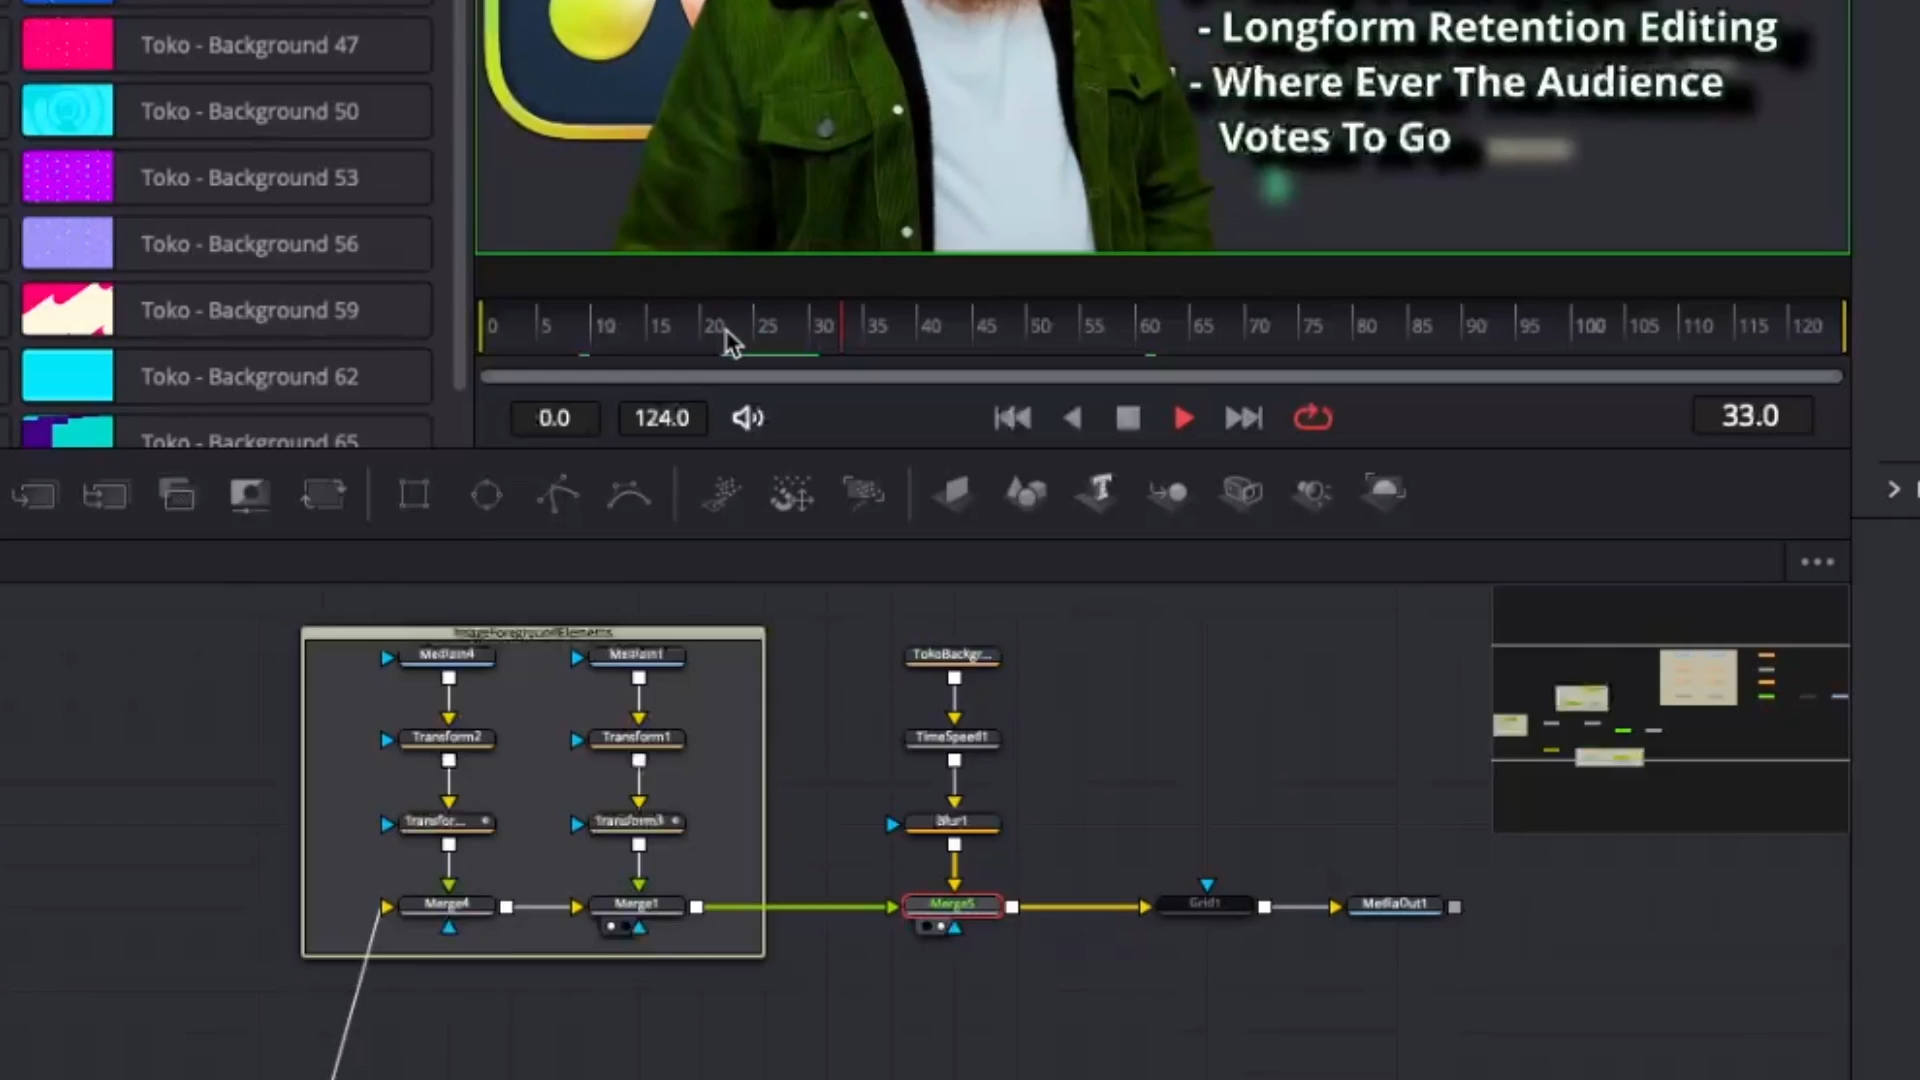 - Longform Retention Editing
- Where Ever The Audience
Votes To Go
Toko - Background 47
Toko - Background 50
Toko - Background 53
Toko - Background 56
Toko - Background 59
Toko - Background 62
Toko - Background 65
0 5 10 15 20 25 30 35 40 45 50 55 60 65 70 75 80 85 90 95 100 105 110 115 120
0.0 124.0 33.0
ImageForegroundElements
MediaIn4 MediaIn1 TokoBackgr...
Transform2 Transform1 TimeSpeed1
Transfor... Transform3 Blur1
Merge4 Merge1 Merge5 Grid1 MediaOut1